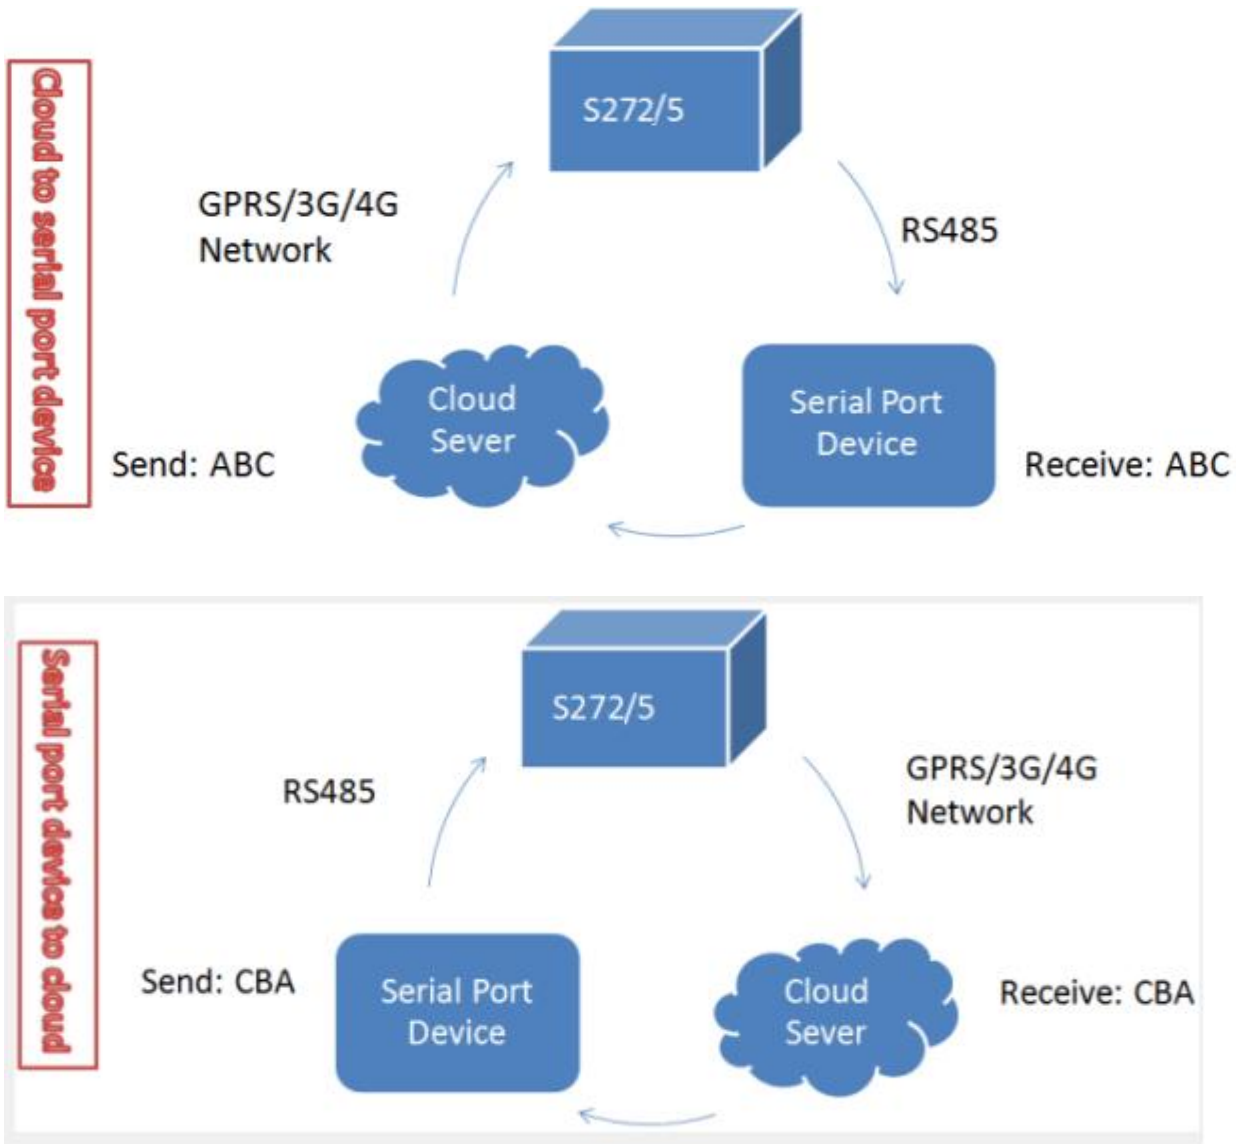 Cloud to serial port device
S272/5
GPRS/3G/4G
Network
RS485
Cloud
Sever
Serial Port
Device
Send: ABC
Receive: ABC
Serial port device to cloud
S272/5
RS485
GPRS/3G/4G
Network
Send: CBA
Serial Port
Device
Cloud
Sever
Receive: CBA